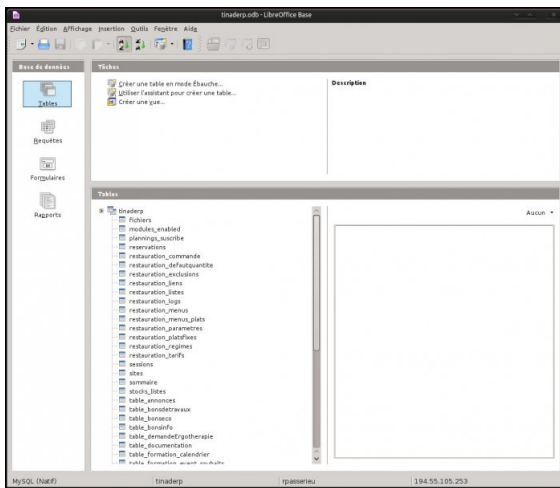 tinaderp.odb - LibreOffice Base
Fichier Édition Affichage Insertion Outils Fenêtre Aide
Base de données
Tables
Requêtes
Formulaires
Rapports
Tâches
Créer une table en mode Ébauche...
Utiliser l'assistant pour créer une table...
Créer une vue...
Description
Tables
tinaderp
fichiers
modules_enabled
plannings_suscribe
reservations
restauration_commande
restauration_defautquantite
restauration_exclusions
restauration_liens
restauration_listes
restauration_logs
restauration_menus
restauration_menus_plats
restauration_parametres
restauration_platsfixes
restauration_regimes
restauration_tarifs
sessions
sites
sommaire
stocks_listes
table_annonces
table_bonsdetravaux
table_bonseco
table_bonsinfo
table_demandeErgotherapie
table_documentation
table_formation_calendrier
table_formation_event_souhaits
Aucun
MySQL (Natif) tinaderp rpasserieu 194.55.105.253